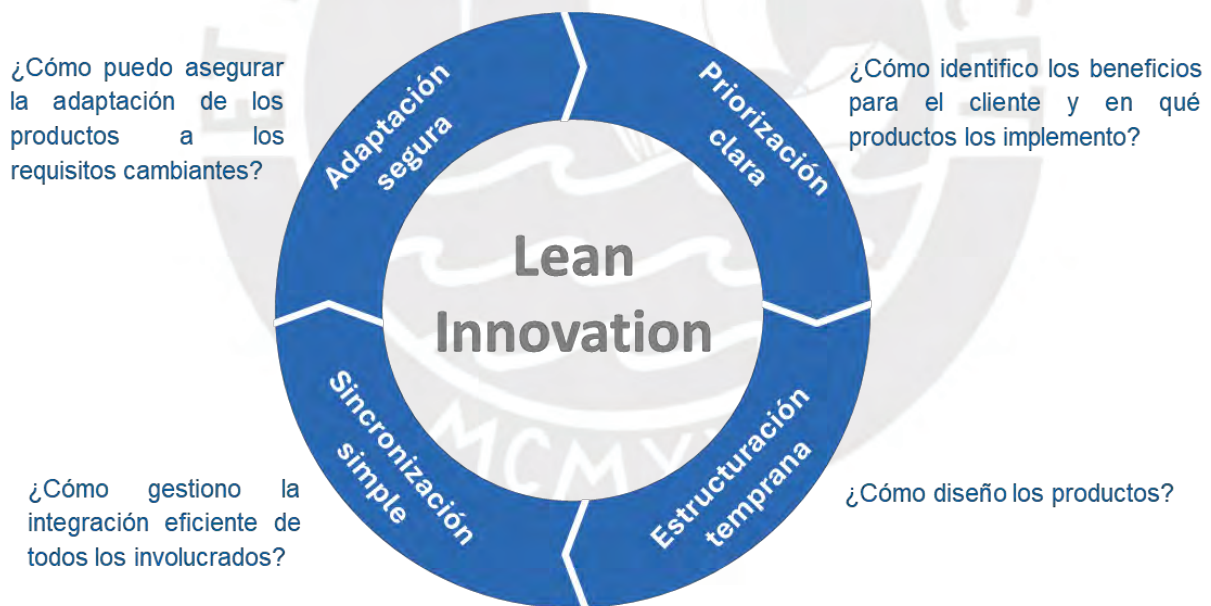 ¿Cómo puedo asegurar
la adaptación de los
productos a los
requisitos cambiantes?
Adaptación
segura
Priorización
clara
¿Cómo identifico los beneficios
para el cliente y en qué
productos los implemento?
Lean
Innovation
¿Cómo gestiono la
integración eficiente de
todos los involucrados?
Sincronización
simple
Estructuración
temprana
¿Cómo diseño los productos?